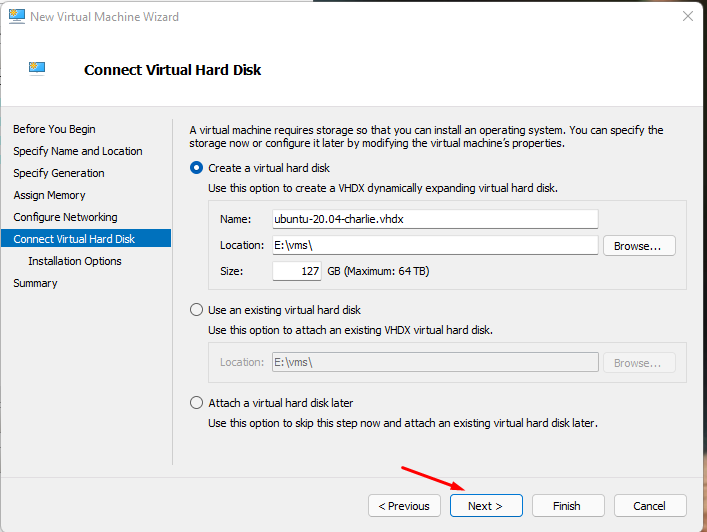 New Virtual Machine Wizard
Connect Virtual Hard Disk
Before You Begin
Specify Name and Location
Specify Generation
Assign Memory
Configure Networking
Connect Virtual Hard Disk
Installation Options
Summary
A virtual machine requires storage so that you can install an operating system. You can specify the
storage now or configure it later by modifying the virtual machine's properties.
Create a virtual hard disk
Use this option to create a VHDX dynamically expanding virtual hard disk.
Name: ubuntu-20.04-charlie.vhdx
Location: E:\vms\ Browse...
Size: 127 GB (Maximum: 64 TB)
Use an existing virtual hard disk
Use this option to attach an existing VHDX virtual hard disk.
Location: E:\vms\ Browse...
Attach a virtual hard disk later
Use this option to skip this step now and attach an existing virtual hard disk later.
< Previous Next > Finish Cancel